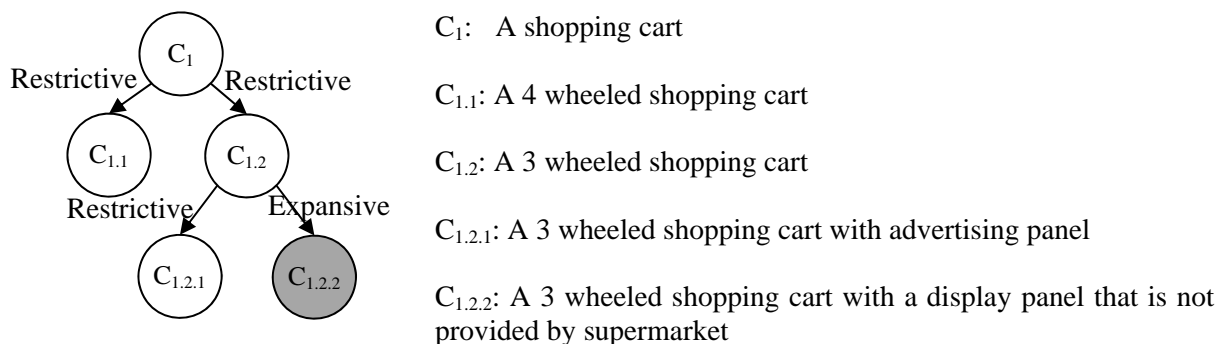 C₁
Restrictive Restrictive
C₁.₁ C₁.₂
Restrictive Expansive
C₁.₂.₁ C₁.₂.₂
C₁: A shopping cart
C₁.₁: A 4 wheeled shopping cart
C₁.₂: A 3 wheeled shopping cart
C₁.₂.₁: A 3 wheeled shopping cart with advertising panel
C₁.₂.₂: A 3 wheeled shopping cart with a display panel that is not
provided by supermarket